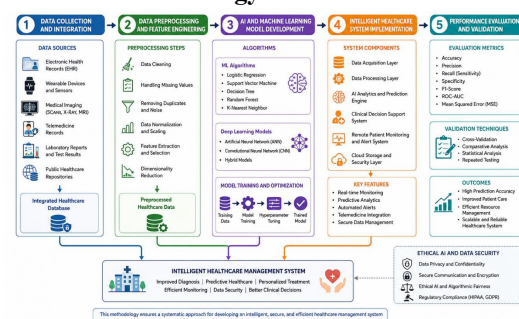 gy
1 DATA COLLECTION
AND INTEGRATION
DATA SOURCES
Electronic Health
Records (EHR)
Wearable Devices
and Sensors
Medical Imaging
X-Ray, MRI)
Telemedicine
Records
Laboratory Reports
and Test Results
Public Healthcare
Repositories
Integrated Healthcare
Database
2 DATA PREPROCESSING
AND FEATURE ENGINEERING
PREPROCESSING STEPS
Data Cleaning
Handling Missing Values
Removing Duplicates
and Noise
Data Normalization
and Scaling
Feature Extraction
and Selection
Dimensionality
Reduction
Preprocessed
Healthcare Data
3 AI AND MACHINE LEARNING
MODEL DEVELOPMENT
ALGORITHMS
ML Algorithms
• Logistic Regression
• Support Vector Machine
• Decision Tree
• Random Forest
• K-Nearest Neighbor
Deep Learning Models
• Artificial Neural Network (ANN)
• Convolutional Neural Network (CNN)
• Hybrid Models
MODEL TRAINING AND OPTIMIZATION
Training
Data
Model
Training
Hyperparameter
Tuning
Trained
Model
4 INTELLIGENT HEALTHCARE
SYSTEM IMPLEMENTATION
SYSTEM COMPONENTS
Data Acquisition Layer
Data Processing Layer
AI Analytics and Prediction
Engine
Clinical Decision Support
System
Remote Patient Monitoring
and Alert System
Cloud Storage and
Security Layer
KEY FEATURES
• Real-time Monitoring
• Predictive Analytics
• Automated Alerts
• Telemedicine Integration
• Secure Data Management
5 PERFORMANCE EVALUATION
AND VALIDATION
EVALUATION METRICS
• Accuracy
• Precision
• Recall (Sensitivity)
• Specificity
• F1-Score
• ROC-AUC
• Mean Squared Error (MSE)
VALIDATION TECHNIQUES
• Cross-Validation
• Comparative Analysis
• Statistical Analysis
• Repeated Testing
OUTCOMES
• High Prediction Accuracy
• Improved Patient Care
• Efficient Resource
Management
• Scalable and Reliable
Healthcare System
INTELLIGENT HEALTHCARE MANAGEMENT SYSTEM
Improved Diagnosis | Predictive Healthcare | Personalized Treatment
Efficient Monitoring | Data Security | Better Clinical Decisions
ETHICAL AI AND DATA SECURITY
Data Privacy and Confidentiality
Secure Communication and Encryption
Ethical AI and Algorithm Fairness
Regulatory Compliance (HIPAA, GDPR)
This methodology ensures a systematic approach for developing an intelligent, secure, and efficient healthcare management system